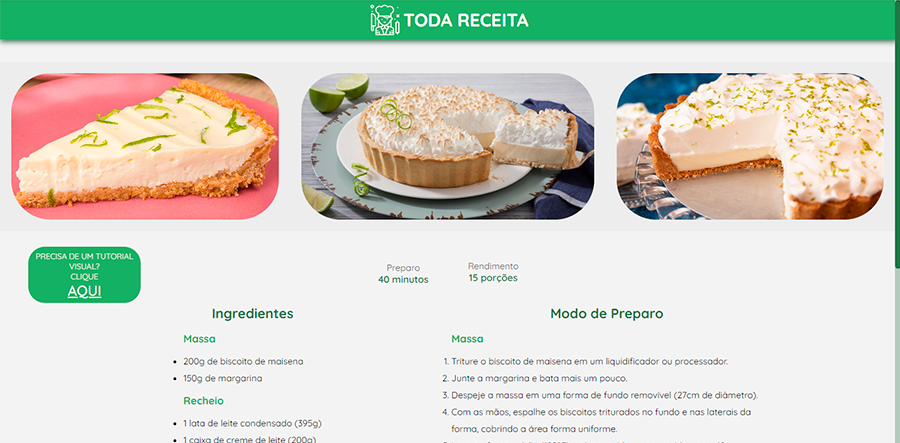 TODA RECEITA
PRECISA DE UM TUTORIAL
VISUAL?
CLIQUE
AQUI
Preparo
40 minutos
Rendimento
15 porções
Ingredientes
Massa
200g de biscoito de maisena
150g de margarina
Recheio
1 lata de leite condensado (395g)
1 caixa de creme de leite (200g)
Modo de Preparo
Massa
1. Triture o biscoito de maisena em um liquidificador ou processador.
2. Junte a margarina e bata mais um pouco.
3. Despeje a massa em uma forma de fundo removível (27cm de diâmetro).
4. Com as mãos, espalhe os biscoitos triturados no fundo e nas laterais da
forma, cobrindo a área forma uniforme.